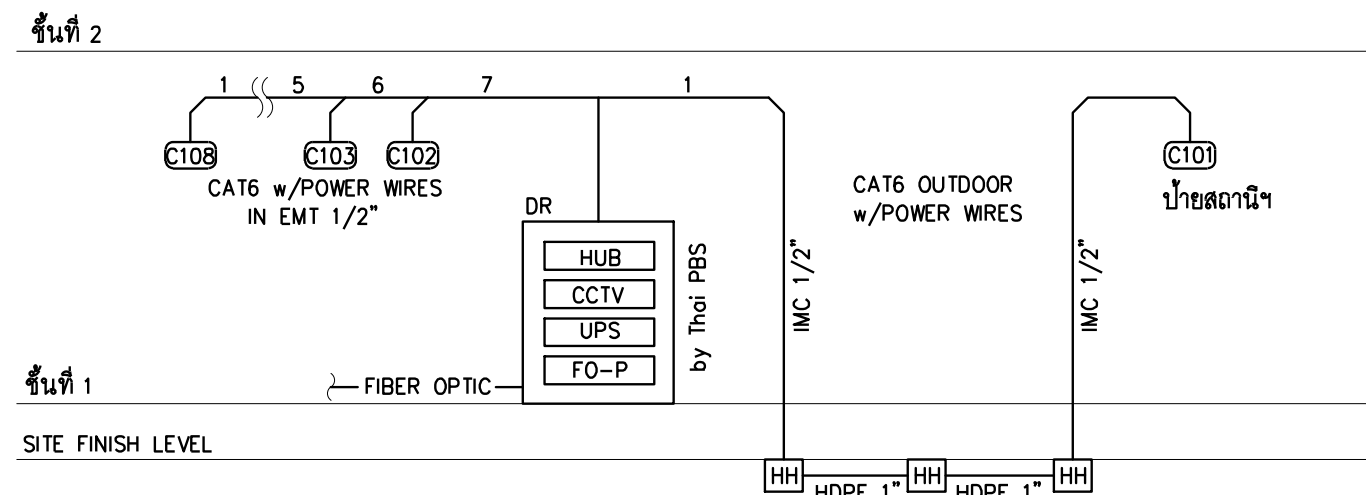 ชั้นที่ 2
1 5 6 7 1
C108 C103 C102 C101
CAT6 w/POWER WIRES
IN EMT 1/2"
CAT6 OUTDOOR
w/POWER WIRES
ป้ายสถานีฯ
DR
HUB
CCTV
UPS
FO-P
by Thai PBS
IMC 1/2"
IMC 1/2"
ชั้นที่ 1
FIBER OPTIC
SITE FINISH LEVEL
HH HH HH
HDPE 1" HDPE 1"